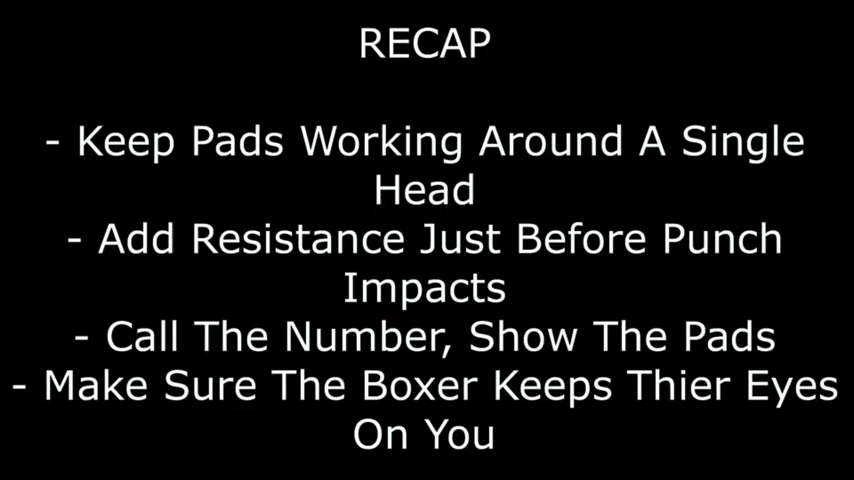 RECAP
- Keep Pads Working Around A Single
Head
- Add Resistance Just Before Punch
Impacts
- Call The Number, Show The Pads
- Make Sure The Boxer Keeps Thier Eyes
On You